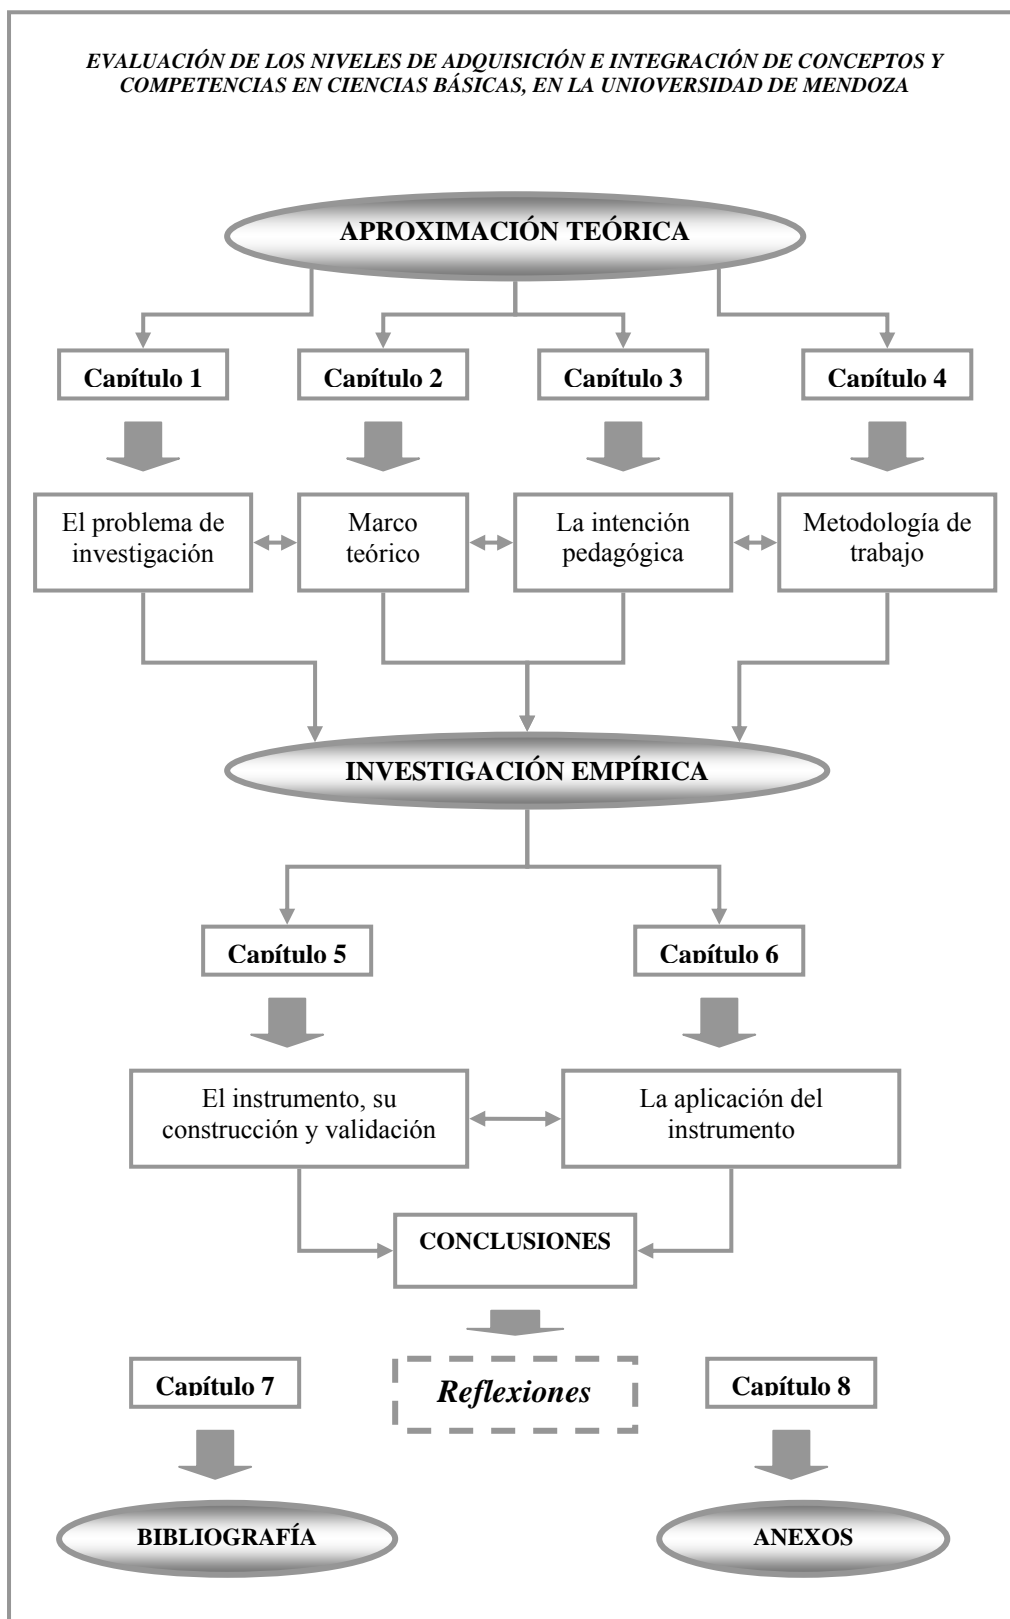 EVALUACIÓN DE LOS NIVELES DE ADQUISICIÓN E INTEGRACIÓN DE CONCEPTOS Y
COMPETENCIAS EN CIENCIAS BÁSICAS, EN LA UNIOVERSIDAD DE MENDOZA
APROXIMACIÓN TEÓRICA
Capítulo 1
Capítulo 2
Capítulo 3
Capítulo 4
El problema de
investigación
Marco
teórico
La intención
pedagógica
Metodología de
trabajo
INVESTIGACIÓN EMPÍRICA
Capítulo 5
Capítulo 6
El instrumento, su
construcción y validación
La aplicación del
instrumento
CONCLUSIONES
Capítulo 7
Reflexiones
Capítulo 8
BIBLIOGRAFÍA
ANEXOS